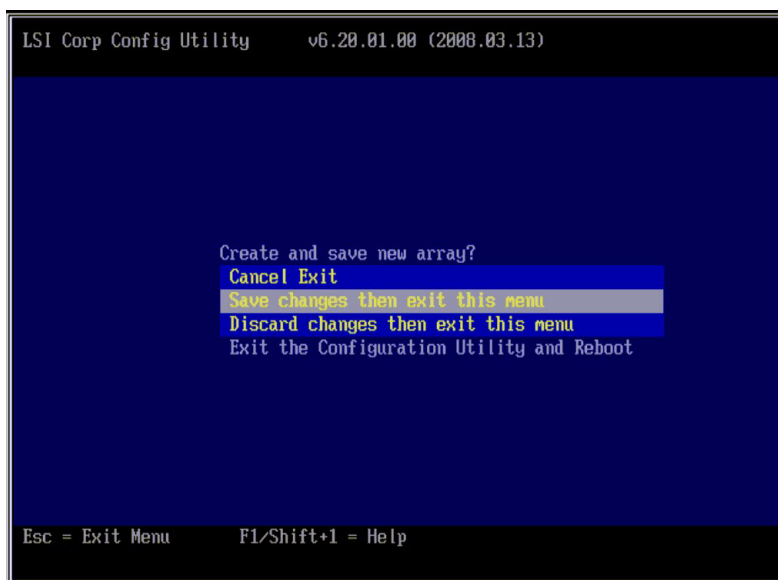 LSI Corp Config Utility v6.20.01.00 (2008.03.13)
Create and save new array?
Cancel Exit
Save changes then exit this menu
Discard changes then exit this menu
Exit the Configuration Utility and Reboot
Esc = Exit Menu F1/Shift+1 = Help